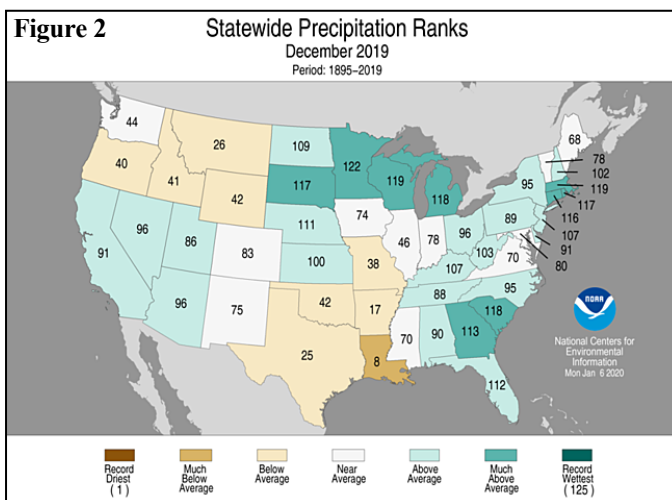 Figure 2
Statewide Precipitation Ranks
December 2019
Period: 1895–2019
44
109
68
26
122
78
40
102
41
117
119
119
118
95
117
42
116
74
96
89
107
111
91
96
86
46
78
103
91
83
70
80
100
38
107
95
88
96
75
42
17
118
113
25
8
70
90
112
NOAA
National Centers for
Environmental
Information
Mon Jan 6 2020
Record
Driest
(1)
Much
Below
Average
Below
Average
Near
Average
Above
Average
Much
Above
Average
Record
Wettest
(125)